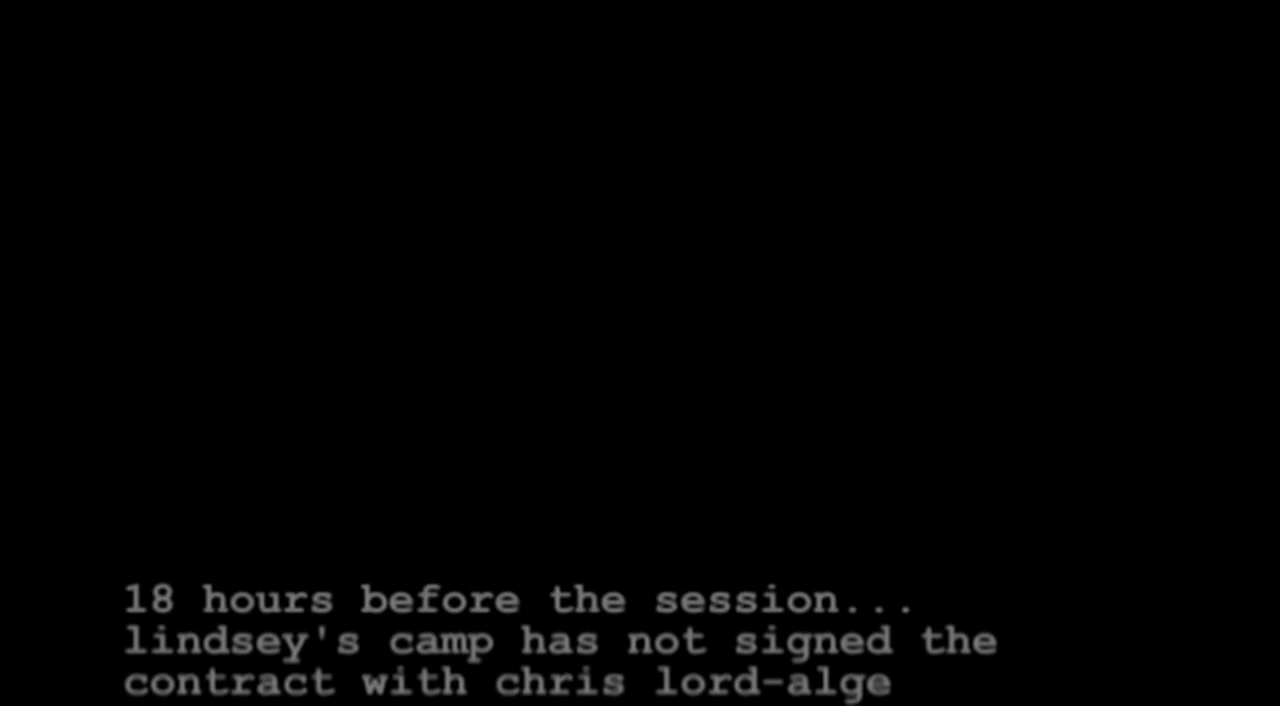 18 hours before the session...
lindsey's camp has not signed the
contract with chris lord-alge